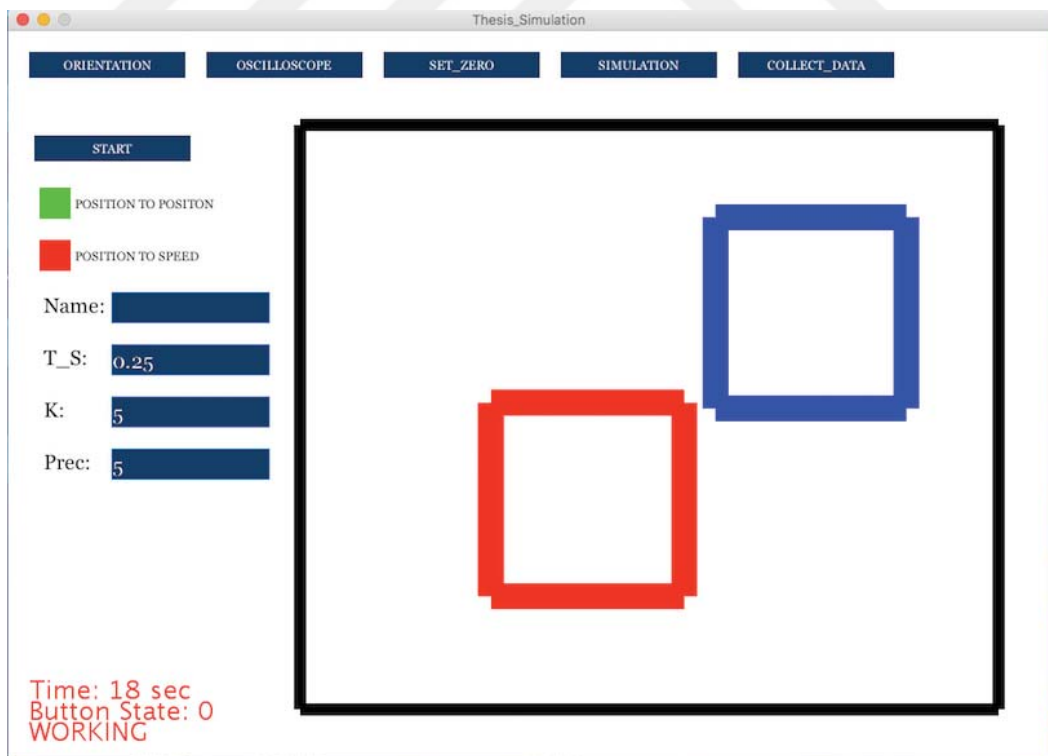 Thesis_Simulation
ORIENTATION OSCILLOSCOPE SET_ZERO SIMULATION COLLECT_DATA
START
POSITION TO POSITON
POSITION TO SPEED
Name:
T_S: 0.25
K: 5
Prec: 5
Time: 18 sec
Button State: 0
WORKING